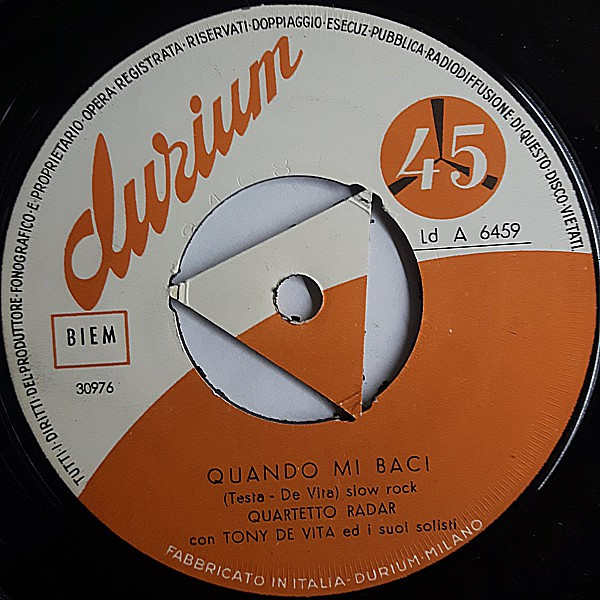 TUTTI I DIRITTI DEL PRODUTTORE FONOGRAFICO E PROPRIETARIO OPERA REGISTRATA·RISERVATI·DOPPIAGGIO·ESECUZ·PUBBLICA·RADIODIFFUSIONE DI QUESTO DISCO VIETATI
durium
45
Ld A 6459
BIEM
30976
QUANDO MI BACI
(Testa - De Vita) slow rock
QUARTETTO RADAR
con TONY DE VITA ed i suoi solisti
FABBRICATO IN ITALIA-DURIUM-MILANO